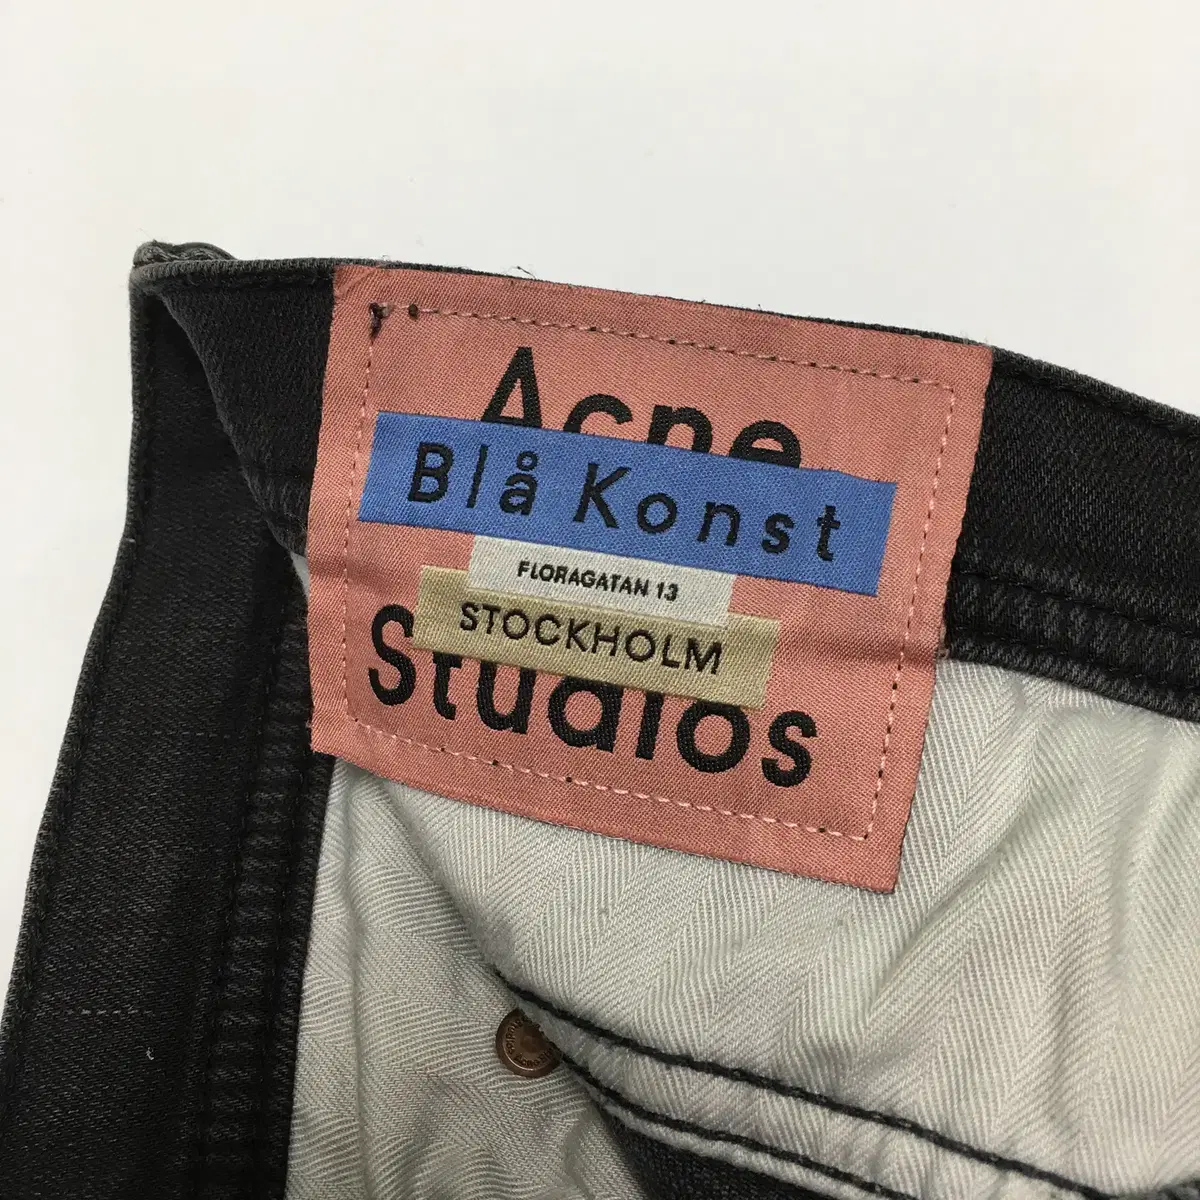 Acne
Blå Konst
FLORAGATAN 13
STOCKHOLM
Studios